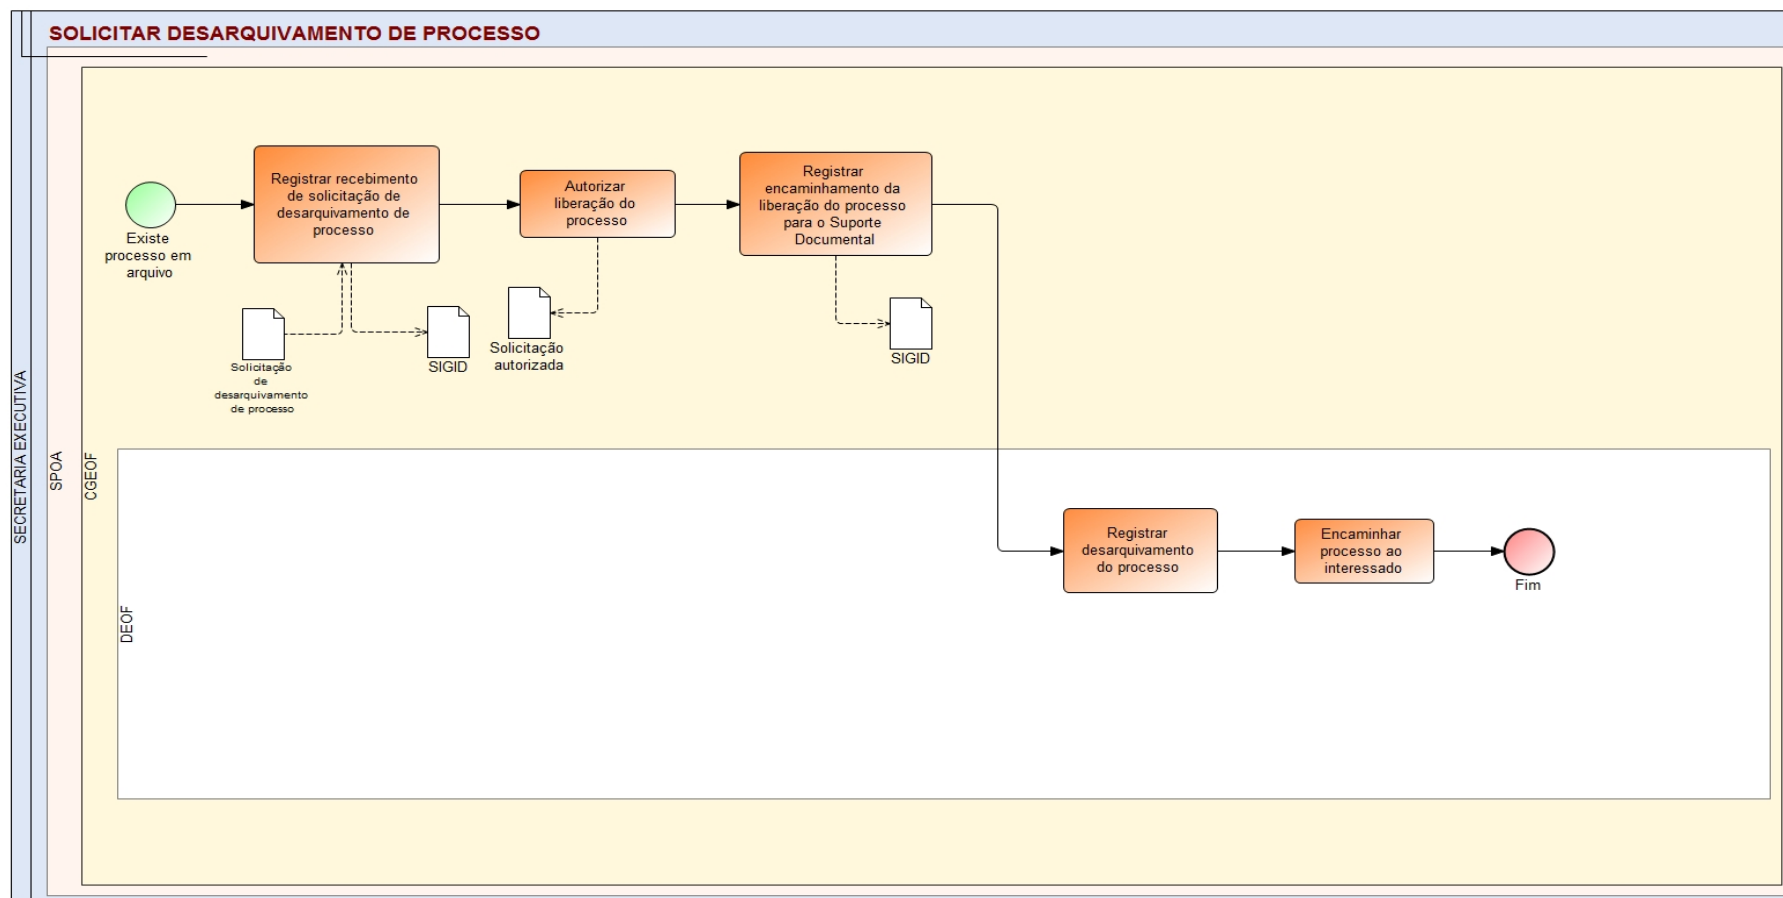 SOLICITAR DESARQUIVAMENTO DE PROCESSO
SECRETARIA EXECUTIVA
SPOA
CGEOF
Existe
processo em
arquivo
Registrar recebimento
de solicitação de
desarquivamento de
processo
Autorizar
liberação do
processo
Registrar
encaminhamento da
liberação do processo
para o Suporte
Documental
Solicitação
de
desarquivamento
de processo
SIGID
Solicitação
autorizada
SIGID
DEOF
Registrar
desarquivamento
do processo
Encaminhar
processo ao
interessado
Fim